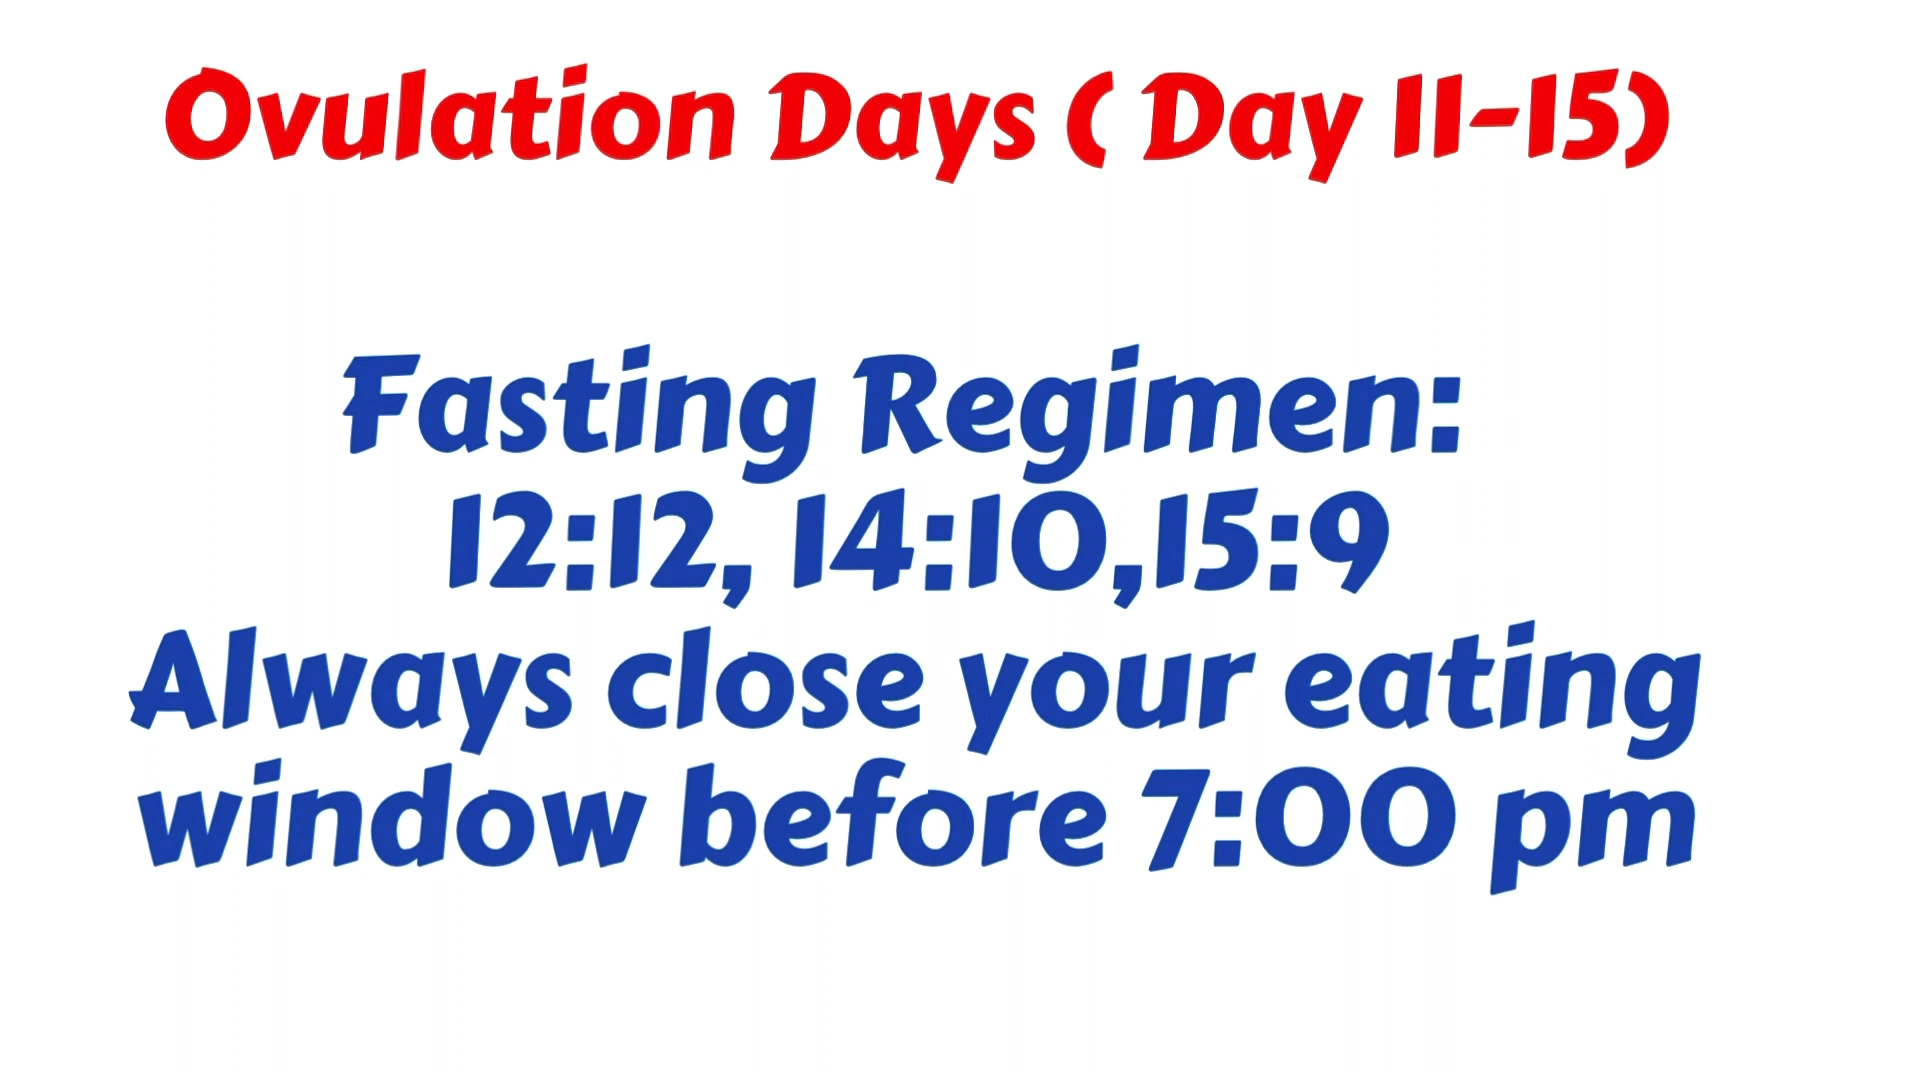 Ovulation Days ( Day 11-15)
Fasting Regimen:
12:12, 14:10,15:9
Always close your eating
window before 7:00 pm